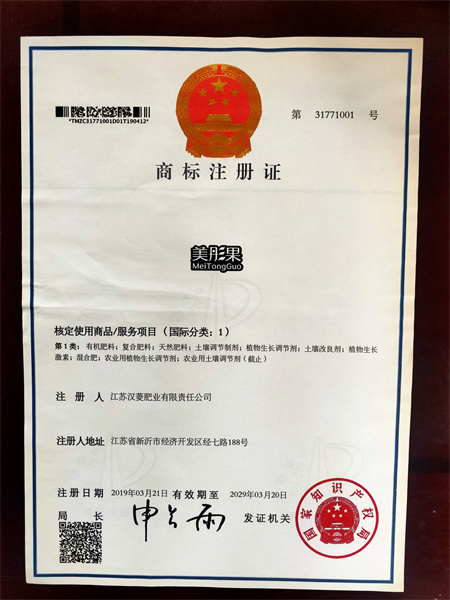 *TMZC31771001D01T190412*
第 31771001 号
商标注册证
美彤果
MeiTongGuo
核定使用商品/服务项目（国际分类：1）
第1类：有机肥料；复合肥料；天然肥料；土壤调节制剂；植物生长调节剂；土壤改良剂；植物生长
激素；混合肥；农业用植物生长调节剂；农业用土壤调节剂（截止）
注册人 江苏汉菱肥业有限责任公司
注册人地址 江苏省新沂市经济开发区经七路188号
注册日期 2019年03月21日 有效期至 2029年03月20日
局长 申长雨 发证机关
国家知识产权局